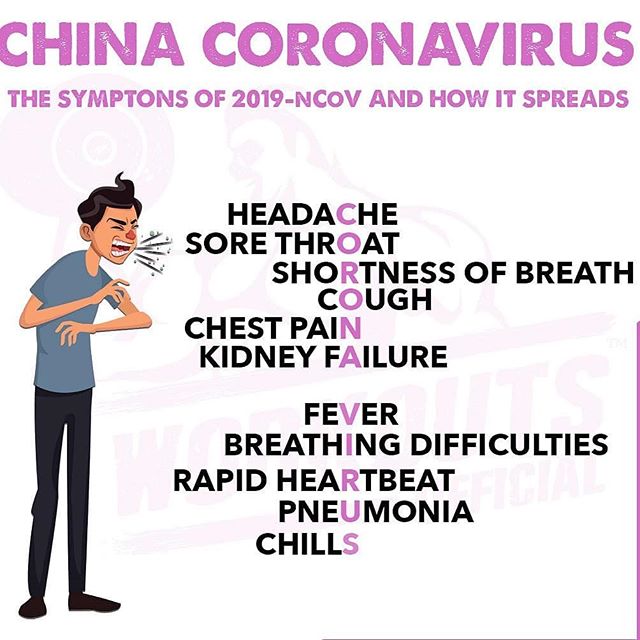 CHINA CORONAVIRUS
THE SYMPTONS OF 2019-NCOV AND HOW IT SPREADS
HEADACHE
SORE THROAT
SHORTNESS OF BREATH
COUGH
CHEST PAIN
KIDNEY FAILURE
TM
WORKOUTS
FEVER
BREATHING DIFFICULTIES
RAPID HEARTBEAT
OFFICIAL
PNEUMONIA
CHILLS